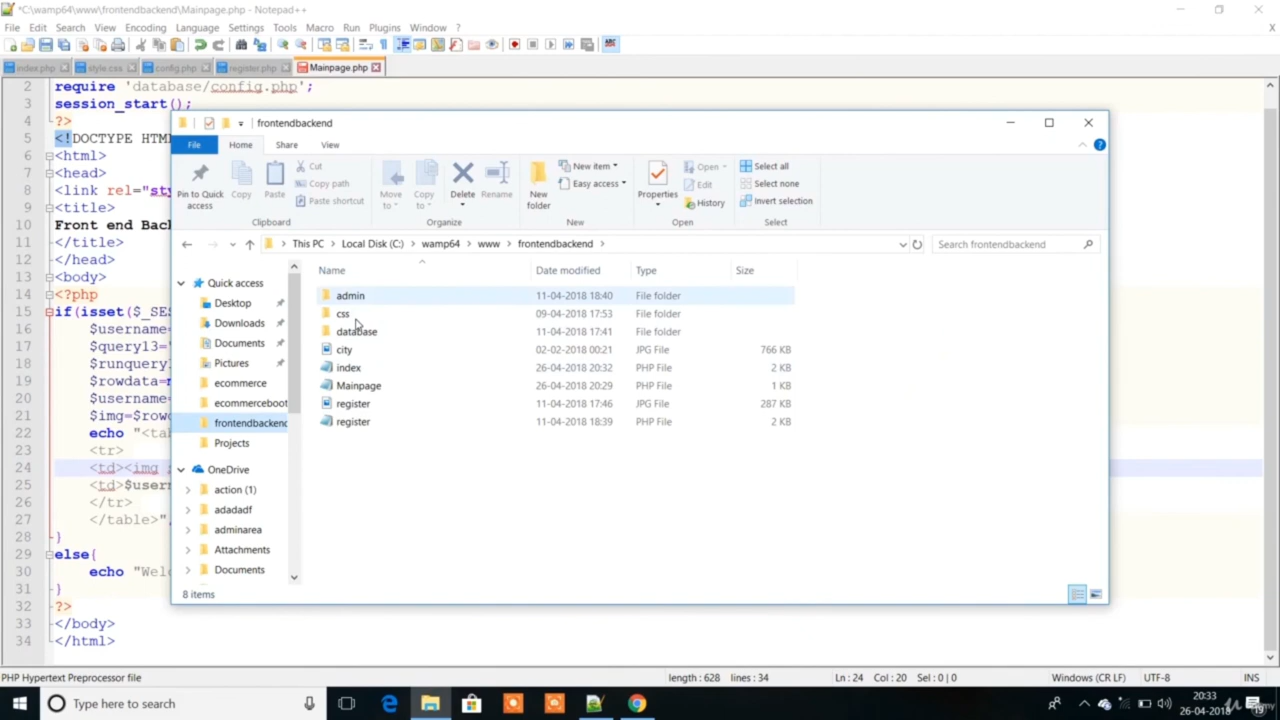 *C:\wamp64\www\frontendbackend\Mainpage.php - Notepad++
File Edit Search View Encoding Language Settings Tools Macro Run Plugins Window ? X
index.php style.css config.php register.php Mainpage.php
2 require 'database/config.php';
3 session_start();
4 ?>
5 <!DOCTYPE HTM
6 <html>
7 <head>
8 <link rel="sty
9 <title>
10 Front end Back
11 </title>
12 </head>
13 <body>
14 <?php
15 if(isset($_SES
16 $username=
17 $query13="
18 $runquery1
19 $rowdata=m
20 $username=
21 $img=$row
22 echo "<tab
23 <tr>
24 <td><img
25 <td>$usern
26 </tr>
27 </table>"
28 }
29 else{
30 echo "Welc
31 }
32 ?>
33 </body>
34 </html>
frontendbackend
File Home Share View
Pin to Quick access
Copy
Paste
Cut
Copy path
Paste shortcut
Clipboard
Move to
Copy to
Delete
Rename
Organize
New folder
New item
Easy access
New
Properties
Open
Edit
History
Open
Select all
Select none
Invert selection
Select
This PC > Local Disk (C:) > wamp64 > www > frontendbackend >
Search frontendbackend
Quick access
Desktop
Downloads
Documents
Pictures
ecommerce
ecommerceboot
frontendbackend
Projects
OneDrive
action (1)
adadadf
adminarea
Attachments
Documents
Name Date modified Type Size
admin 11-04-2018 18:40 File folder
css 09-04-2018 17:53 File folder
database 11-04-2018 17:41 File folder
city 02-02-2018 00:21 JPG File 766 KB
index 26-04-2018 20:32 PHP File 2 KB
Mainpage 26-04-2018 20:29 PHP File 1 KB
register 11-04-2018 17:46 JPG File 287 KB
register 11-04-2018 18:39 PHP File 2 KB
8 items
PHP Hypertext Preprocessor file length : 628 lines : 34 Ln : 24 Col : 20 Sel : 0 | 0 Windows (CR LF) UTF-8 INS
Type here to search
20:33
26-04-2018